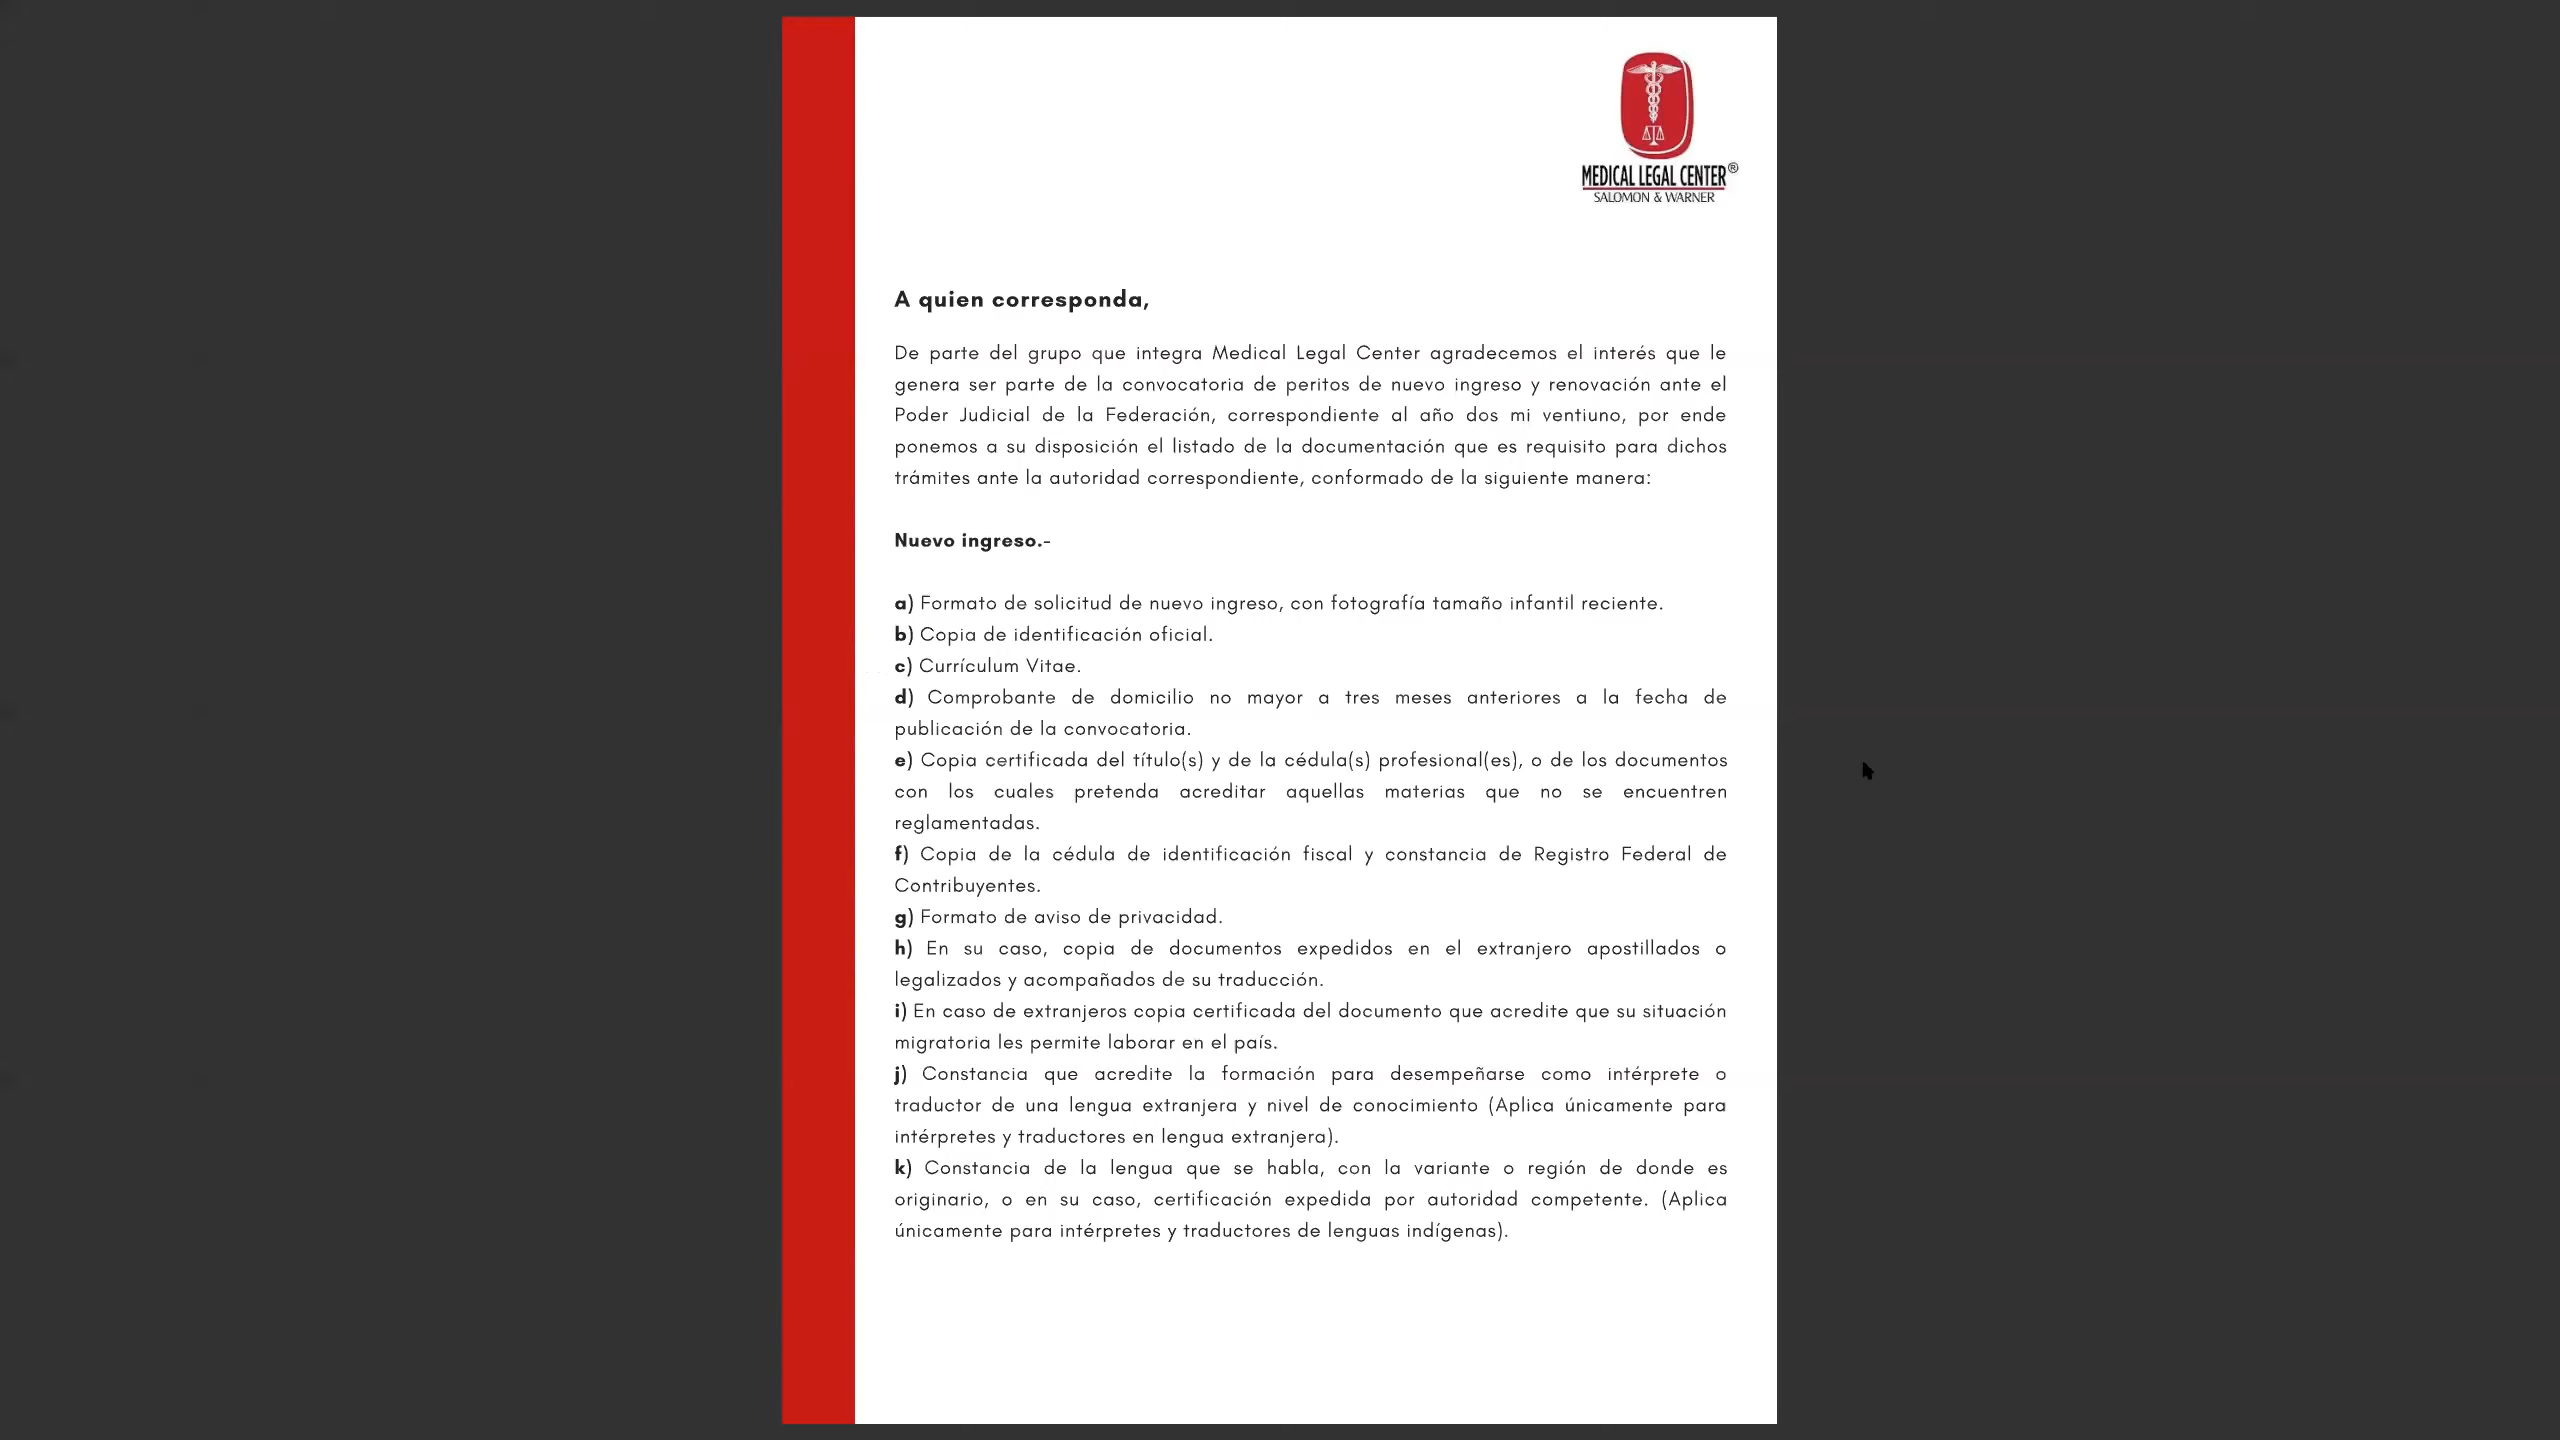 MEDICAL LEGAL CENTER®
SALOMON & WARNER
A quien corresponda,
De parte del grupo que integra Medical Legal Center agradecemos el interés que le
genera ser parte de la convocatoria de peritos de nuevo ingreso y renovación ante el
Poder Judicial de la Federación, correspondiente al año dos mi ventiuno, por ende
ponemos a su disposición el listado de la documentación que es requisito para dichos
trámites ante la autoridad correspondiente, conformado de la siguiente manera:
Nuevo ingreso.-
a) Formato de solicitud de nuevo ingreso, con fotografía tamaño infantil reciente.
b) Copia de identificación oficial.
c) Currículum Vitae.
d) Comprobante de domicilio no mayor a tres meses anteriores a la fecha de
publicación de la convocatoria.
e) Copia certificada del título(s) y de la cédula(s) profesional(es), o de los documentos
con los cuales pretenda acreditar aquellas materias que no se encuentren
reglamentadas.
f) Copia de la cédula de identificación fiscal y constancia de Registro Federal de
Contribuyentes.
g) Formato de aviso de privacidad.
h) En su caso, copia de documentos expedidos en el extranjero apostillados o
legalizados y acompañados de su traducción.
i) En caso de extranjeros copia certificada del documento que acredite que su situación
migratoria les permite laborar en el país.
j) Constancia que acredite la formación para desempeñarse como intérprete o
traductor de una lengua extranjera y nivel de conocimiento (Aplica únicamente para
intérpretes y traductores en lengua extranjera).
k) Constancia de la lengua que se habla, con la variante o región de donde es
originario, o en su caso, certificación expedida por autoridad competente. (Aplica
únicamente para intérpretes y traductores de lenguas indígenas).